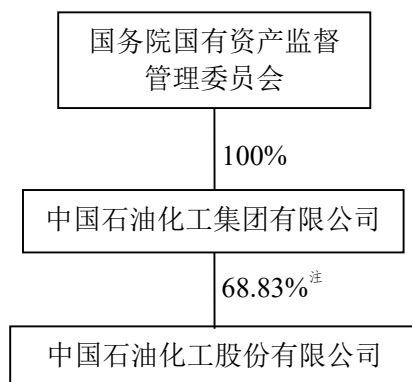 国务院国有资产监督
管理委员会
100%
中国石油化工集团有限公司
68.83%注
中国石油化工股份有限公司